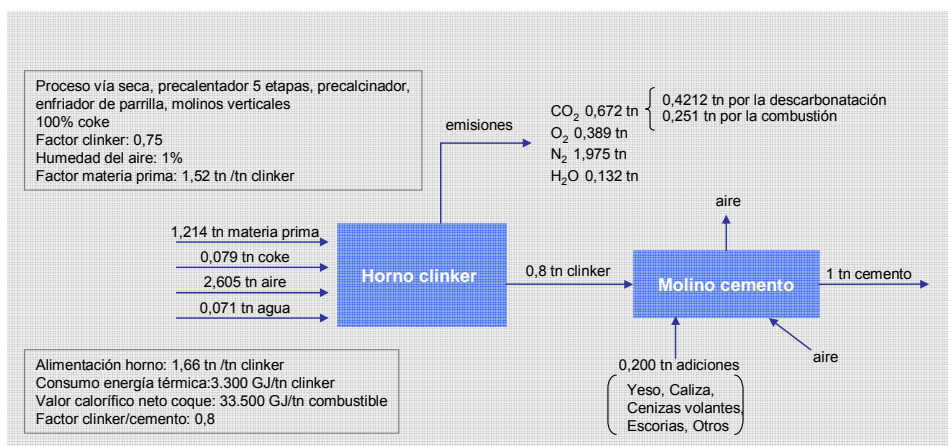 Proceso vía seca, precalentador 5 etapas, precalcinador,
enfriador de parrilla, molinos verticales
100% coke
Factor clinker: 0,75
Humedad del aire: 1%
Factor materia prima: 1,52 tn /tn clinker
emisiones
CO₂ 0,672 tn
0,4212 tn por la descarbonatación
0,251 tn por la combustión
O₂ 0,389 tn
N₂ 1,975 tn
H₂O 0,132 tn
1,214 tn materia prima
0,079 tn coke
2,605 tn aire
0,071 tn agua
Horno clinker
0,8 tn clinker
aire
Molino cemento
1 tn cemento
aire
0,200 tn adiciones
Yeso, Caliza,
Cenizas volantes,
Escorias, Otros
Alimentación horno: 1,66 tn /tn clinker
Consumo energía térmica:3.300 GJ/tn clinker
Valor calorífico neto coque: 33.500 GJ/tn combustible
Factor clinker/cemento: 0,8